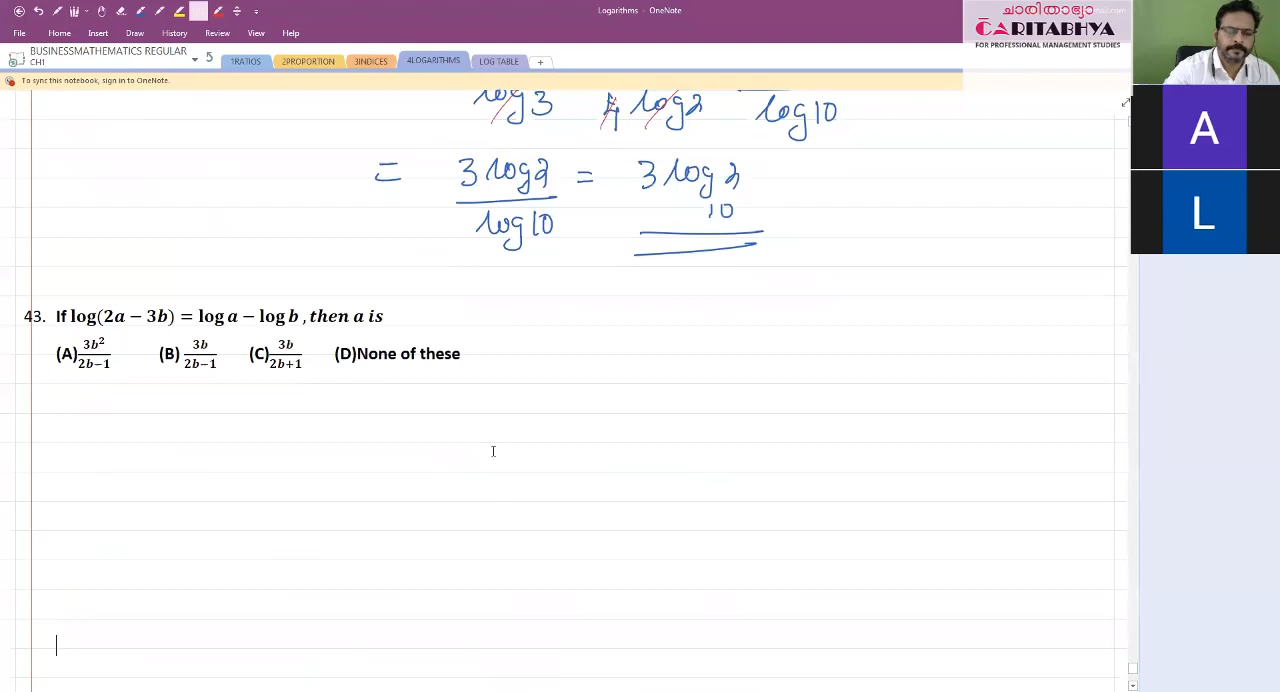 Logarithms - OneNote
File Home Insert Draw History Review View Help
BUSINESSMATHEMATICS REGULAR
CH1
1RATIOS 2PROPORTION 3INDICES 4LOGARITHMS LOG TABLE +
To sync this notebook, sign in to OneNote.
ചാരിതാഭ്യാ
CARITABHYA
FOR PROFESSIONAL MANAGEMENT STUDIES
A
L
log 3 4 log 2 log 10
= 3 log 2 / log 10 = 3 log 2
10
43. If log(2a − 3b) = log a − log b , then a is
(A) 3b²/2b−1 (B) 3b/2b−1 (C) 3b/2b+1 (D)None of these